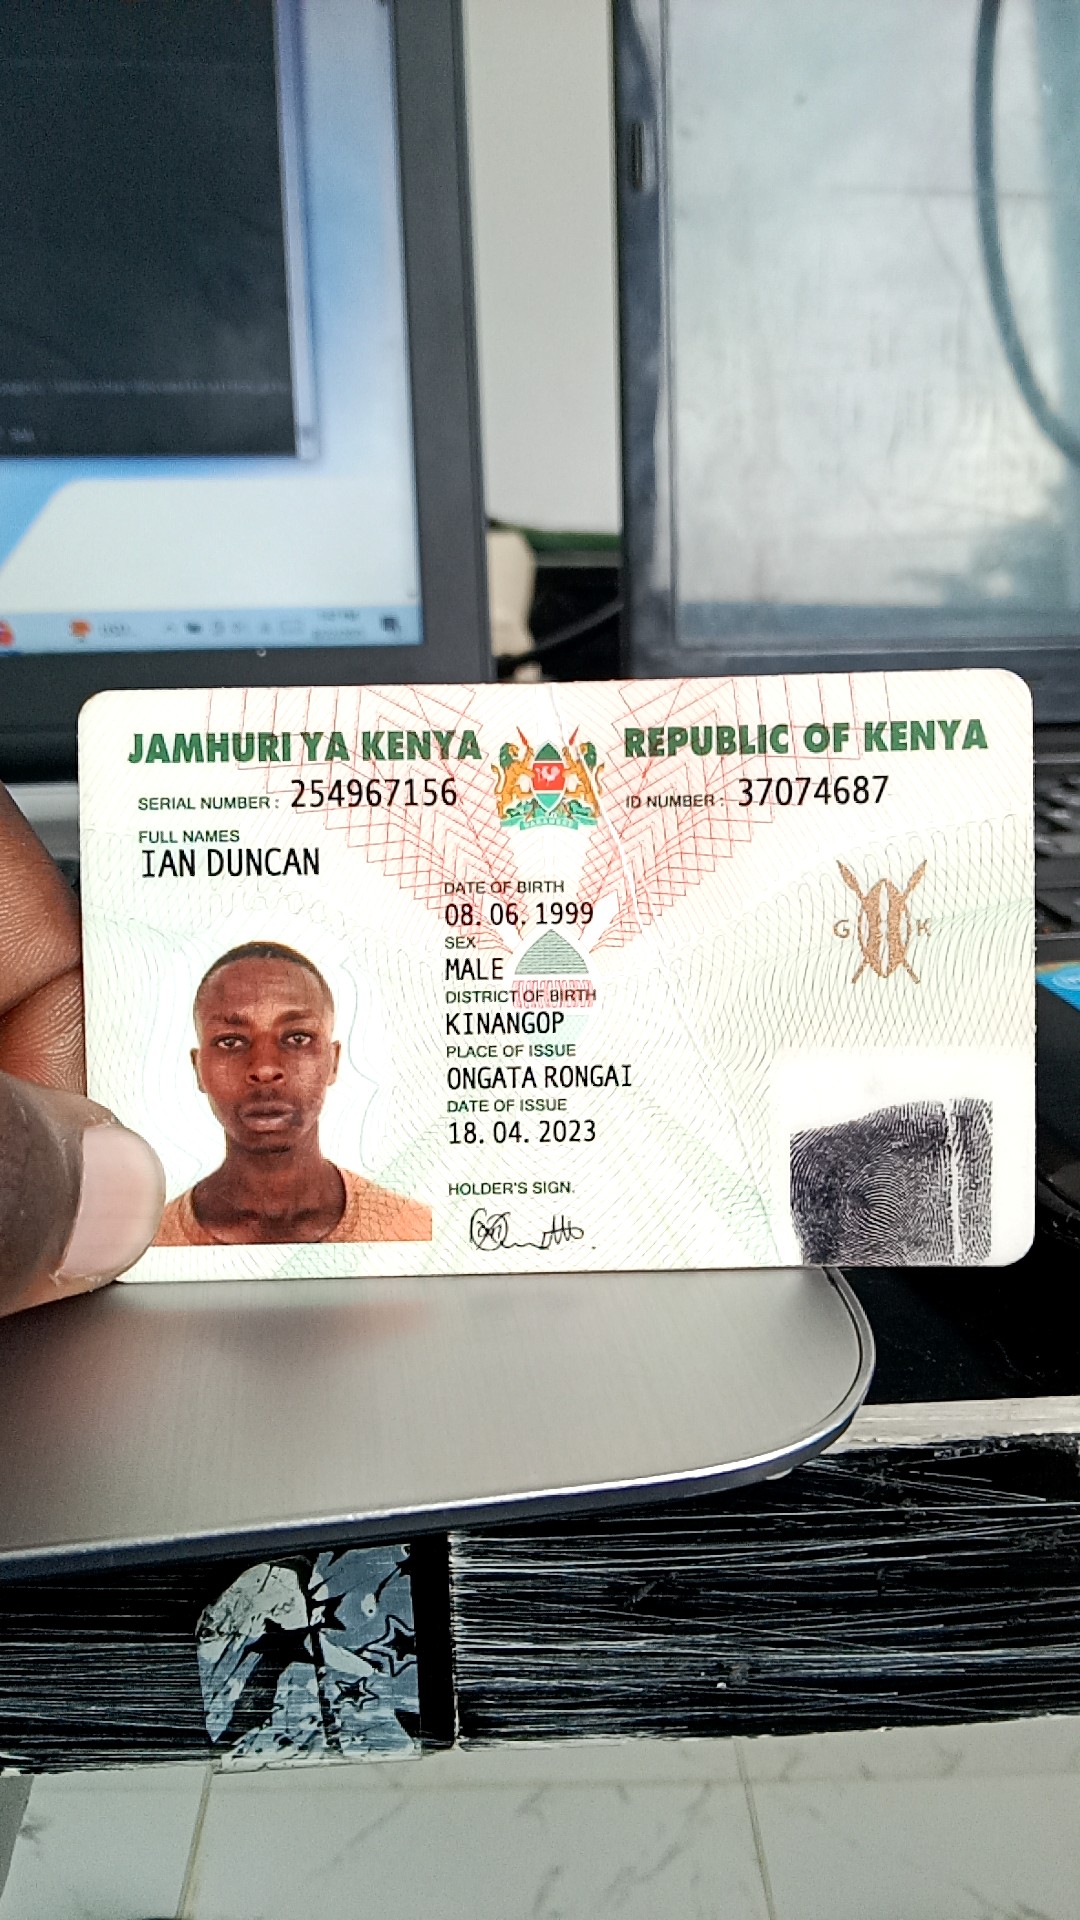 JAMHURI YA KENYA
REPUBLIC OF KENYA
SERIAL NUMBER: 254967156
ID NUMBER: 37074687
FULL NAMES
IAN DUNCAN
DATE OF BIRTH
08.06.1999
SEX
MALE
DISTRICT OF BIRTH
KINANGOP
PLACE OF ISSUE
ONGATA RONGAI
DATE OF ISSUE
18.04.2023
HOLDER'S SIGN.
G K
HARAMBEE